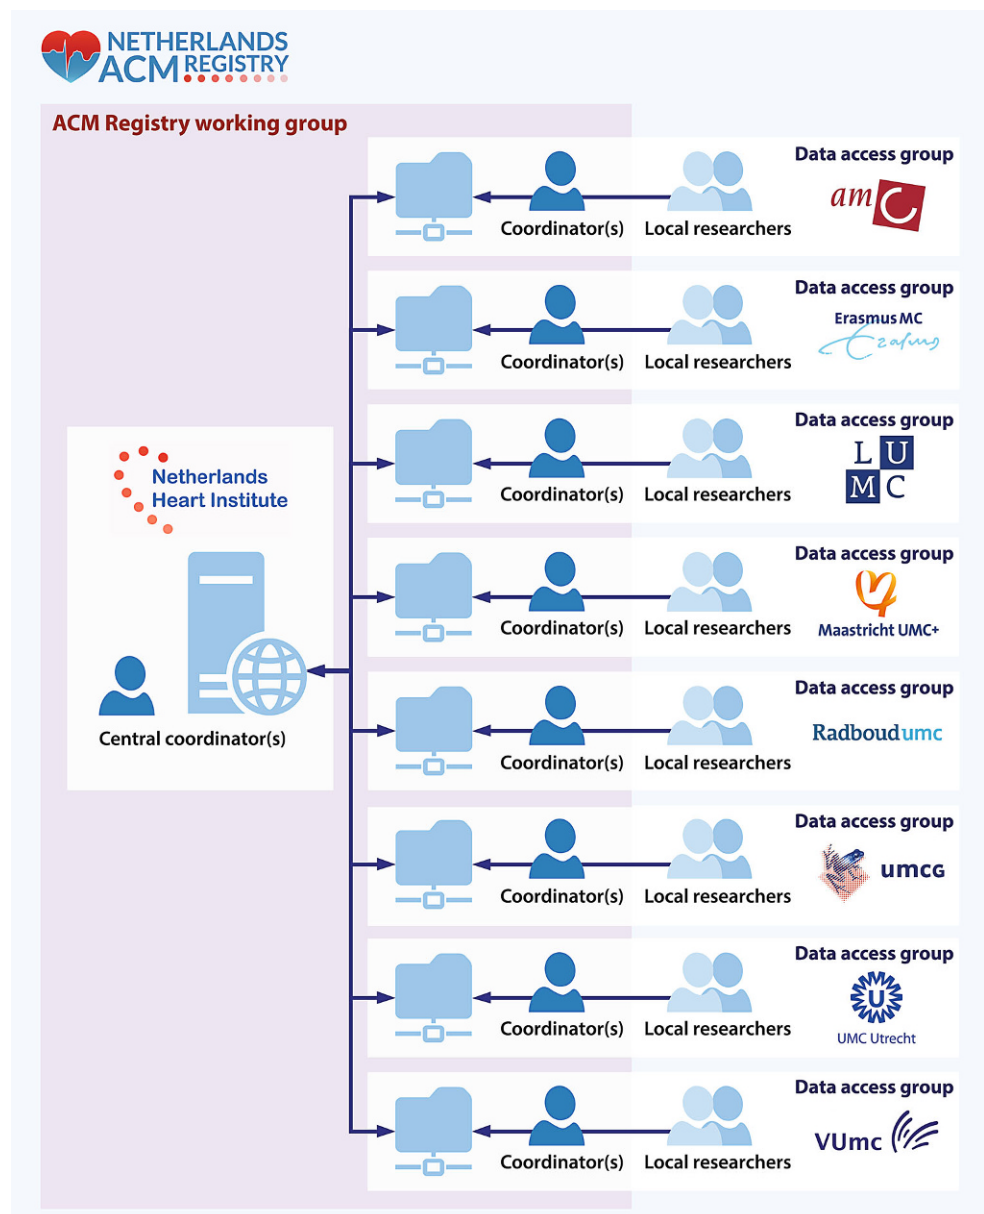 NETHERLANDS
ACM REGISTRY
ACM Registry working group
Data access group
amC
Coordinator(s)
Local researchers
Data access group
Erasmus MC
Erasmus
Coordinator(s)
Local researchers
Data access group
L U
M C
Coordinator(s)
Local researchers
Netherlands
Heart Institute
Central coordinator(s)
Data access group
Maastricht UMC+
Coordinator(s)
Local researchers
Data access group
Radboudumc
Coordinator(s)
Local researchers
Data access group
umcG
Coordinator(s)
Local researchers
Data access group
U
UMC Utrecht
Coordinator(s)
Local researchers
Data access group
VUmc
Coordinator(s)
Local researchers